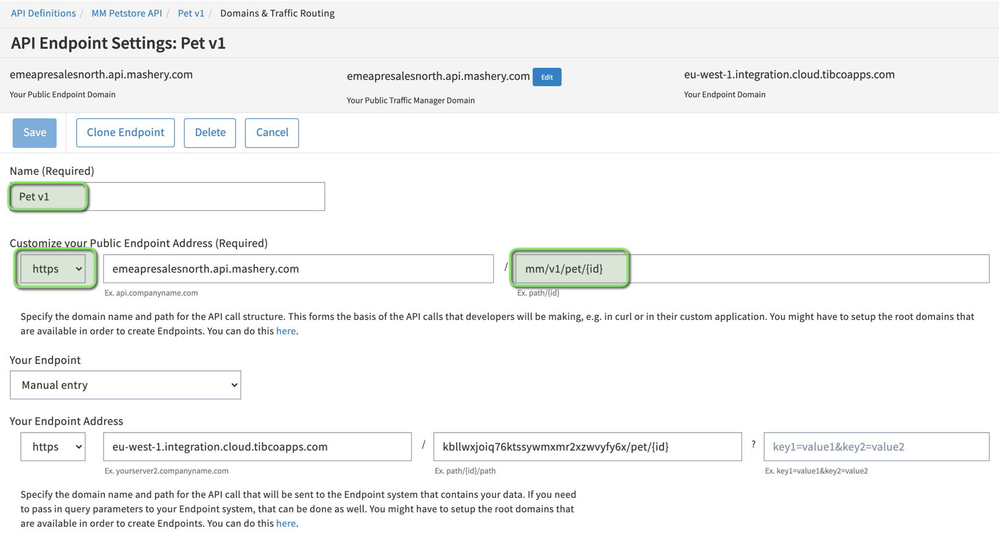 API Definitions / MM Petstore API / Pet v1 / Domains & Traffic Routing
API Endpoint Settings: Pet v1
emeapresalesnorth.api.mashery.com
Your Public Endpoint Domain
emeapresalesnorth.api.mashery.com Edit
Your Public Traffic Manager Domain
eu-west-1.integration.cloud.tibcoapps.com
Your Endpoint Domain
Save Clone Endpoint Delete Cancel
Name (Required)
Pet v1
Customize your Public Endpoint Address (Required)
https emeapresalesnorth.api.mashery.com / mm/v1/pet/{id}
Ex. api.companyname.com Ex. path/{id}
Specify the domain name and path for the API call structure. This forms the basis of the API calls that developers will be making, e.g. in curl or in their custom application. You might have to setup the root domains that
are available in order to create Endpoints. You can do this here.
Your Endpoint
Manual entry
Your Endpoint Address
https eu-west-1.integration.cloud.tibcoapps.com / kbllwxjoiq76ktssywmxmr2xzwvyfy6x/pet/{id} ? key1=value1&key2=value2
Ex. yourserver2.companyname.com Ex. path/{id}/path Ex. key1=value1&key2=value2
Specify the domain name and path for the API call that will be sent to the Endpoint system that contains your data. If you need
to pass in query parameters to your Endpoint system, that can be done as well. You might have to setup the root domains that
are available in order to create Endpoints. You can do this here.